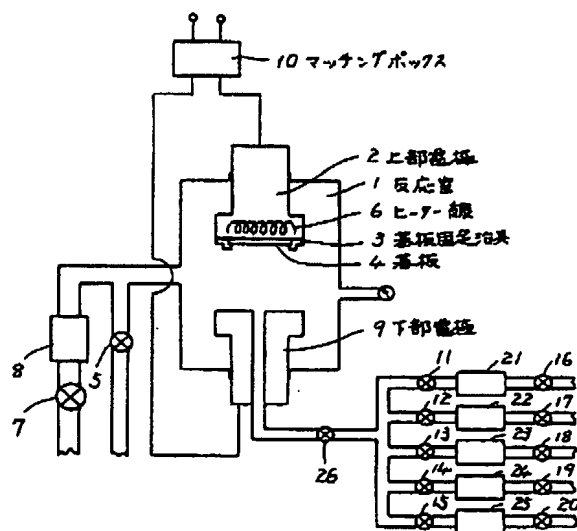 10 マッチングボックス
2 上部電極
1 反応室
6 ヒーター線
3 基板固定治具
4 基板
9 下部電極
8
5
7
11 21 16
12 22 17
13 23 18
14 24 19
15 25 20
26